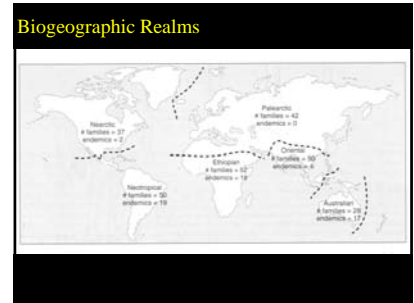 Biogeographic Realms
Nearctic
# families = 37
endemics = 2
Palearctic
# families = 42
endemics = 0
Ethiopian
# families = 52
endemics = 18
Oriental
# families = 50
endemics = 4
Neotropical
# families = 50
endemics = 19
Australian
# families = 28
endemics = 17